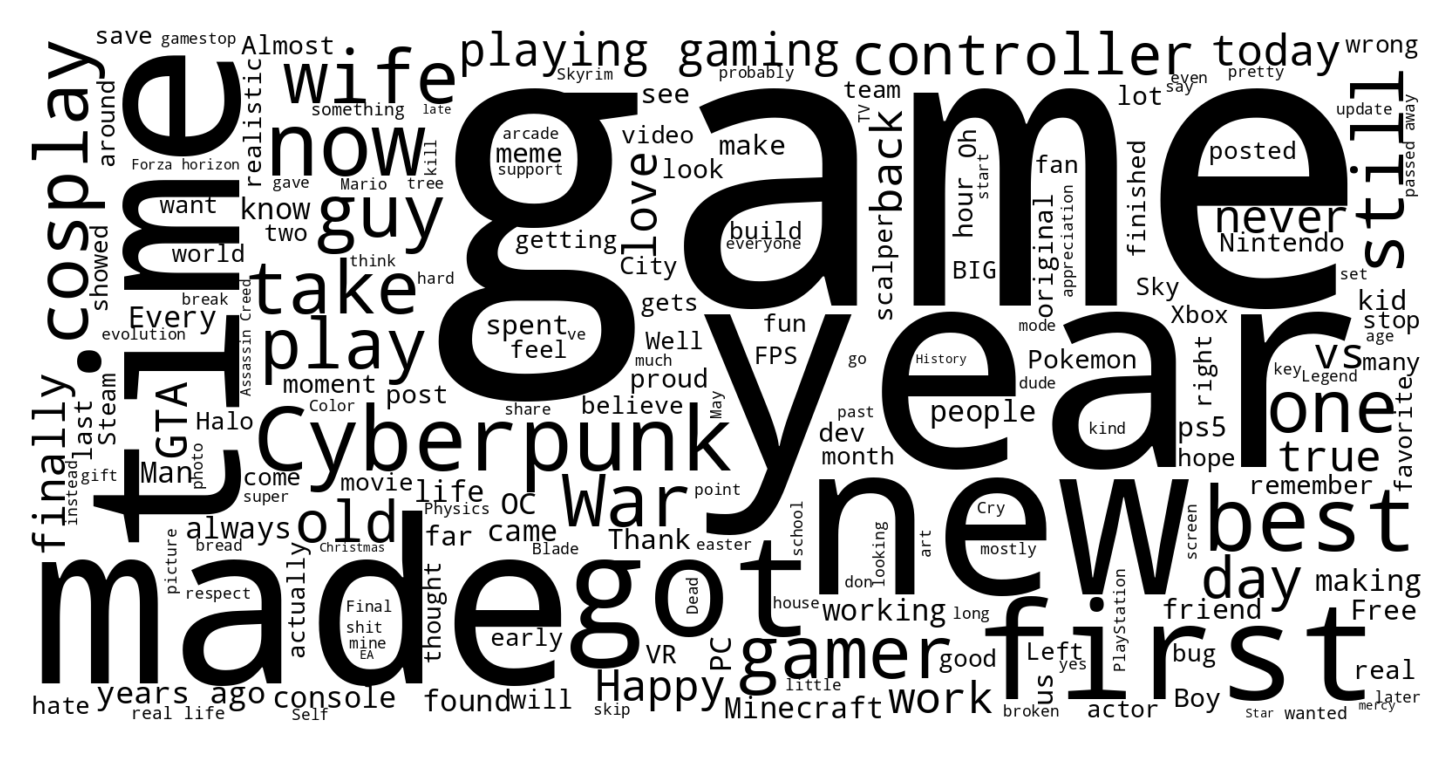 save
gamestop
Almost
wife
playing
gaming
controller
today
wrong
Skyrim
probably
even
say
pretty
cosplay
time
around
realistic
something
late
see
team
TV
lot
update
still
passed away
now
kill
arcade
meme
support
video
look
make
game
back
scalper
hour
Oh
start
fan
appreciation
original
finished
posted
Forza horizon
gave
Mario
tree
want
know
two
guy
love
getting
build
everyone
never
Nintendo
world
showed
think
hard
City
BIG
Sky
set
take
break
Every
evolution
Assassin Creed
gets
spent
ve
feel
fun
mode
Xbox
kid
stop
age
play
Well
much
FPS
go
History
Pokemon
right
vs
many
key
Legend
year
moment
post
proud
dude
finally
last
Steam
GTA
Halo
Color
share
believe
May
past
people
kind
ps5
one
favorite
Cyberpunk
dev
month
hope
true
instead
gift
Man
photo
come
super
movie
life
OC
War
point
remember
always
old
Physics
far
came
Blade
Thank
easter
school
new
Cry
mostly
looking
art
screen
best
bread
Christmas
picture
respect
actually
made
Final
shit
mine
EA
thought
early
got
Dead
house
don
working
long
day
making
friend
Free
PlayStation
first
VR
PC
gamer
good
Left
yes
us
bug
real
hate
years ago
real life
console
Self
found
will
Happy
skip
little
Minecraft
work
broken
actor
Boy
Star
wanted
later
mercy